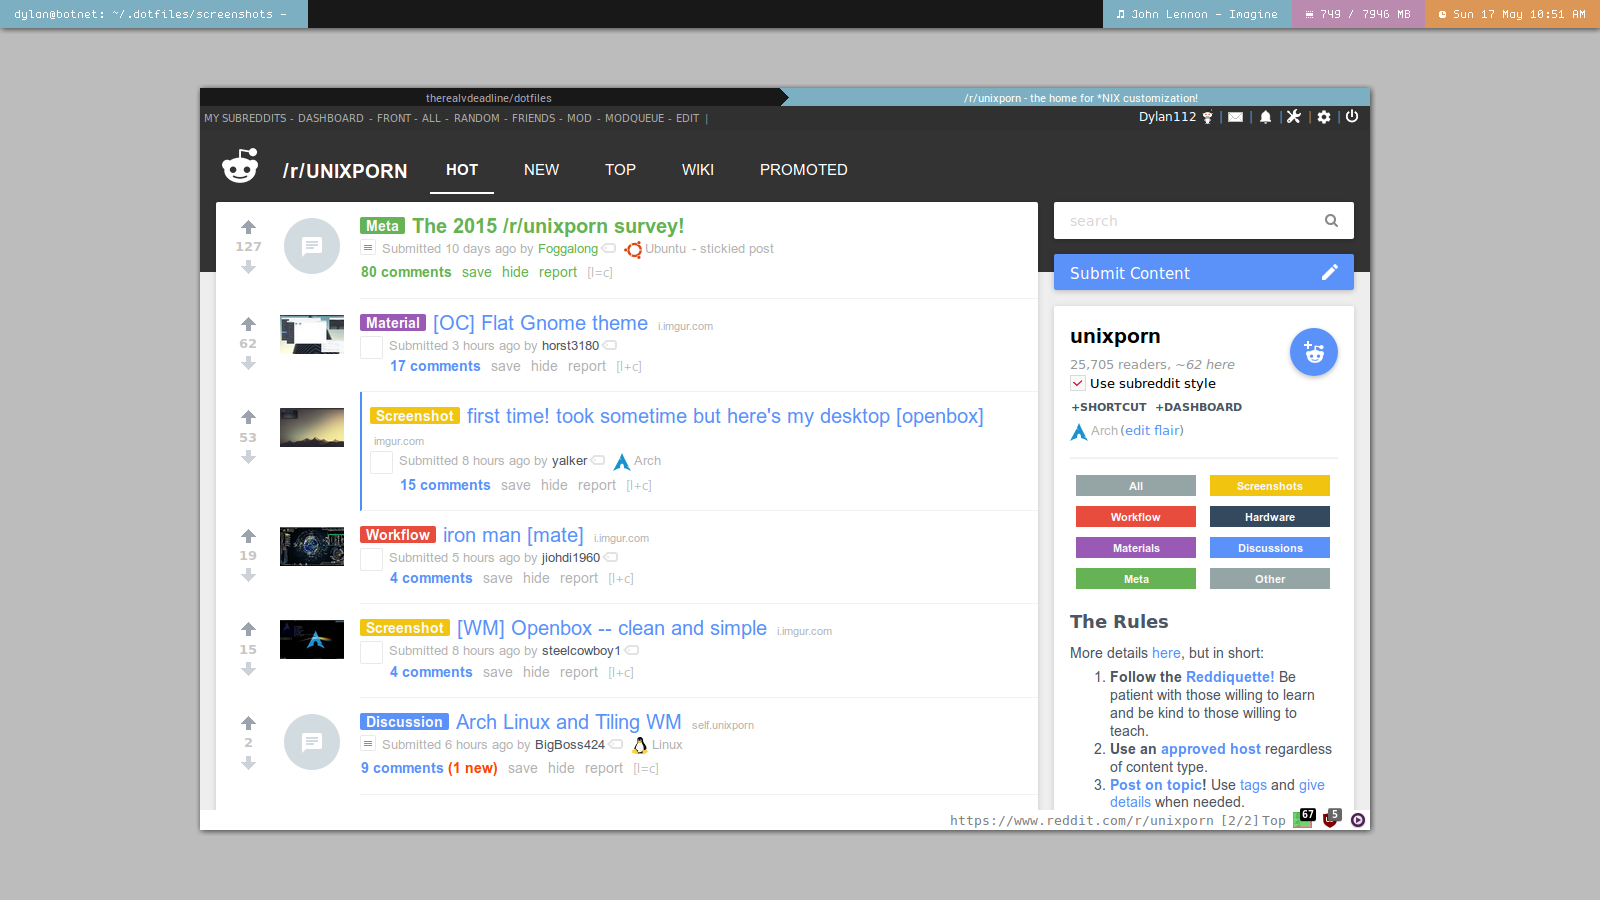 dylan@botnet: ~/.dotfiles/screenshots –
John Lennon – Imagine
749 / 7946 MB
Sun 17 May 10:51 AM
therealvdeadline/dotfiles
/r/unixporn - the home for *NIX customization!
MY SUBREDDITS - DASHBOARD - FRONT - ALL - RANDOM - FRIENDS - MOD - MODQUEUE - EDIT |
Dylan112 | | | | |
/r/UNIXPORN
HOT
NEW
TOP
WIKI
PROMOTED
127
Meta The 2015 /r/unixporn survey!
Submitted 10 days ago by Foggalong Ubuntu - stickied post
80 comments save hide report [l=c]
62
Material [OC] Flat Gnome theme i.imgur.com
Submitted 3 hours ago by horst3180
17 comments save hide report [l+c]
53
Screenshot first time! took sometime but here's my desktop [openbox]
imgur.com
Submitted 8 hours ago by yalker Arch
15 comments save hide report [l+c]
19
Workflow iron man [mate] i.imgur.com
Submitted 5 hours ago by jiohdi1960
4 comments save hide report [l+c]
15
Screenshot [WM] Openbox -- clean and simple i.imgur.com
Submitted 8 hours ago by steelcowboy1
4 comments save hide report [l+c]
2
Discussion Arch Linux and Tiling WM self.unixporn
Submitted 6 hours ago by BigBoss424 Linux
9 comments (1 new) save hide report [l=c]
search
Submit Content
unixporn
25,705 readers, ~62 here
Use subreddit style
+SHORTCUT +DASHBOARD
Arch (edit flair)
All
Screenshots
Workflow
Hardware
Materials
Discussions
Meta
Other
The Rules
More details here, but in short:
1. Follow the Reddiquette! Be
patient with those willing to learn
and be kind to those willing to
teach.
2. Use an approved host regardless
of content type.
3. Post on topic! Use tags and give
details when needed.
https://www.reddit.com/r/unixporn [2/2] Top
67
5